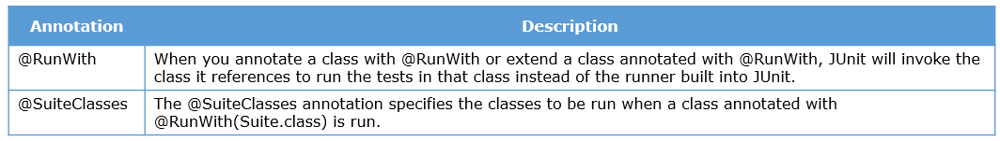 Annotation Description
@RunWith When you annotate a class with @RunWith or extend a class annotated with @RunWith, JUnit will invoke the
class it references to run the tests in that class instead of the runner built into JUnit.
@SuiteClasses The @SuiteClasses annotation specifies the classes to be run when a class annotated with
@RunWith(Suite.class) is run.